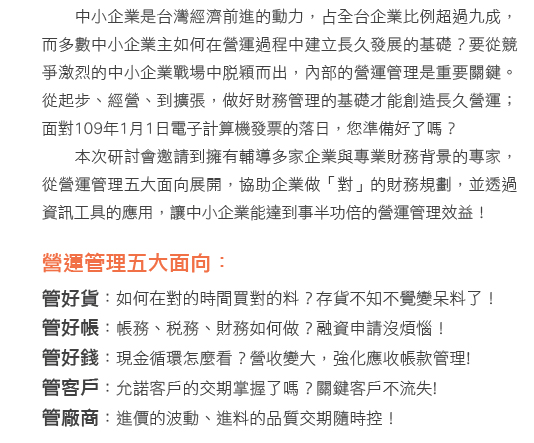 中小企業是台灣經濟前進的動力，占全台企業比例超過九成，
而多數中小企業主如何在營運過程中建立長久發展的基礎？要從競
爭激烈的中小企業戰場中脫穎而出，內部的營運管理是重要關鍵。
從起步、經營、到擴張，做好財務管理的基礎才能創造長久營運；
面對109年1月1日電子計算機發票的落日，您準備好了嗎？
本次研討會邀請到擁有輔導多家企業與專業財務背景的專家，
從營運管理五大面向展開，協助企業做「對」的財務規劃，並透過
資訊工具的應用，讓中小企業能達到事半功倍的營運管理效益！
營運管理五大面向：
管好貨：如何在對的時間買對的料？存貨不知不覺變呆料了！
管好帳：帳務、稅務、財務如何做？融資申請沒煩惱！
管好錢：現金循環怎麼看？營收變大，強化應收帳款管理!
管客戶：允諾客戶的交期掌握了嗎？關鍵客戶不流失!
管廠商：進價的波動、進料的品質交期隨時控！